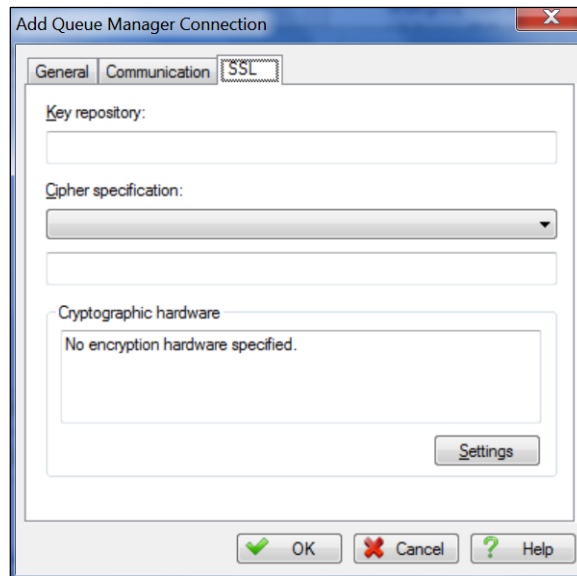 Add Queue Manager Connection
General Communication SSL
Key repository:
Cipher specification:
Cryptographic hardware
No encryption hardware specified.
Settings
OK Cancel Help